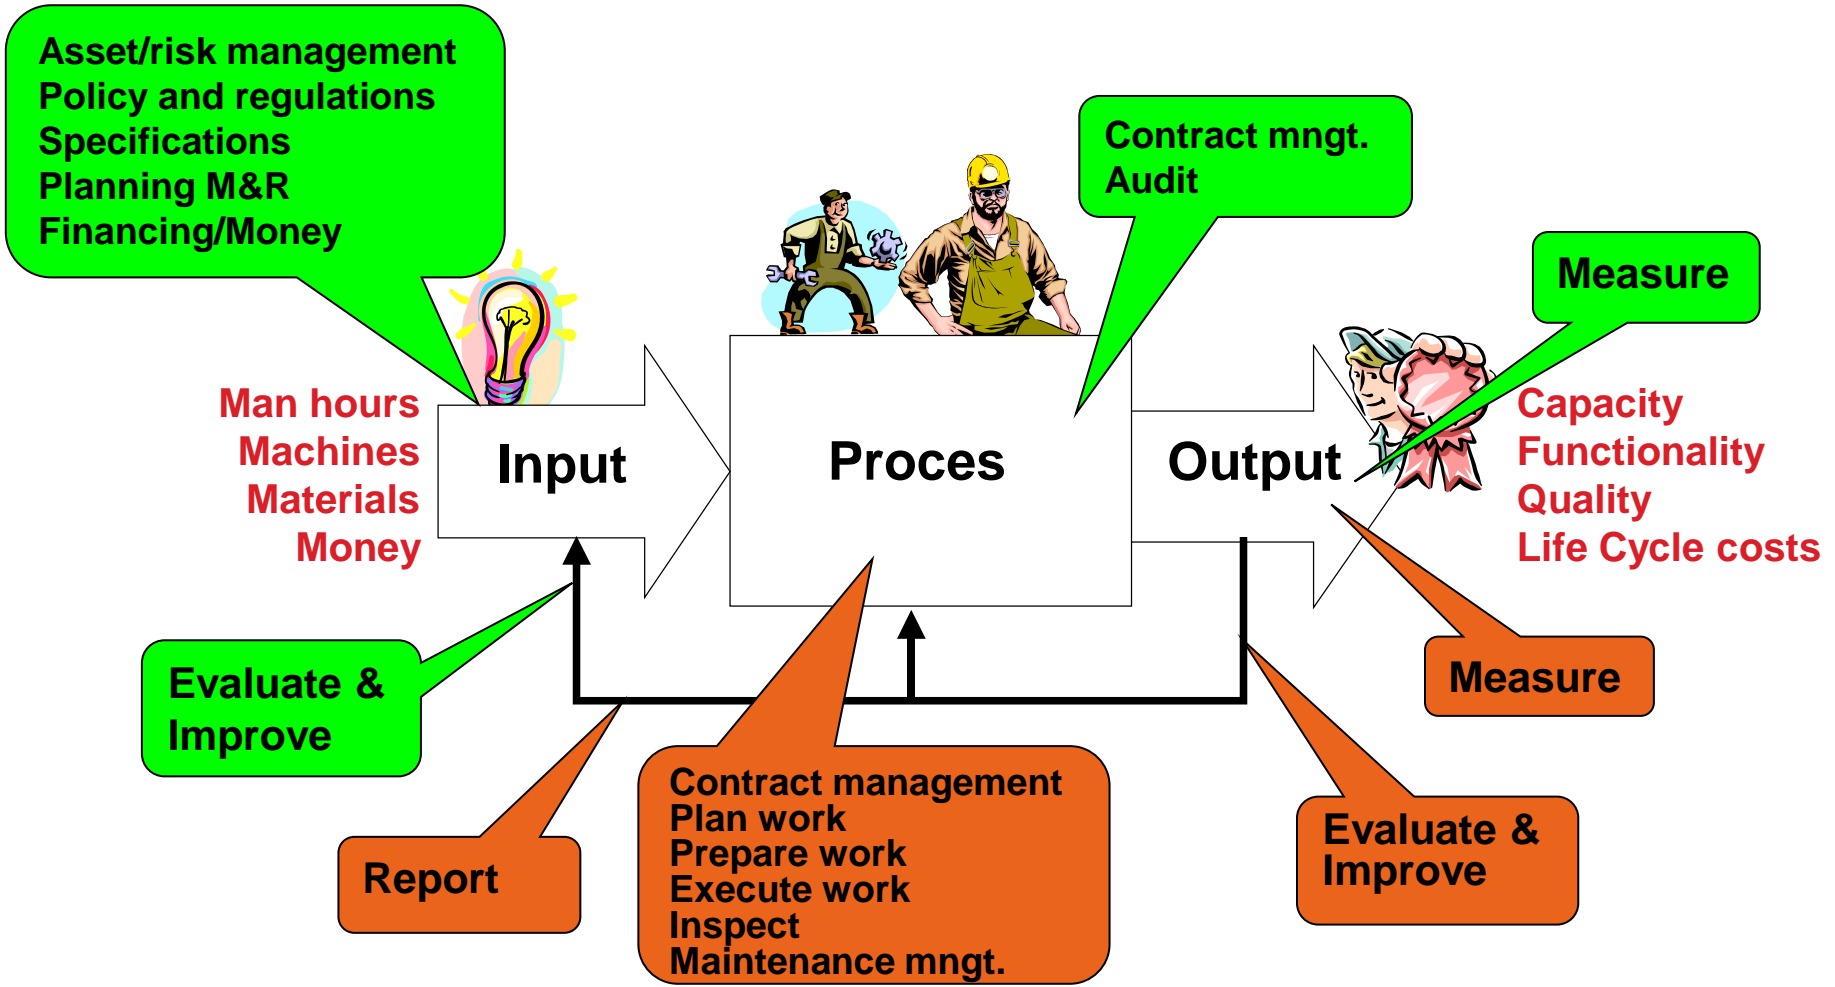 Asset/risk management
Policy and regulations
Specifications
Planning M&R
Financing/Money
Contract mngt.
Audit
Measure
Man hours
Machines
Materials
Money
Input
Proces
Output
Capacity
Functionality
Quality
Life Cycle costs
Evaluate &
Improve
Measure
Report
Contract management
Plan work
Prepare work
Execute work
Inspect
Maintenance mngt.
Evaluate &
Improve